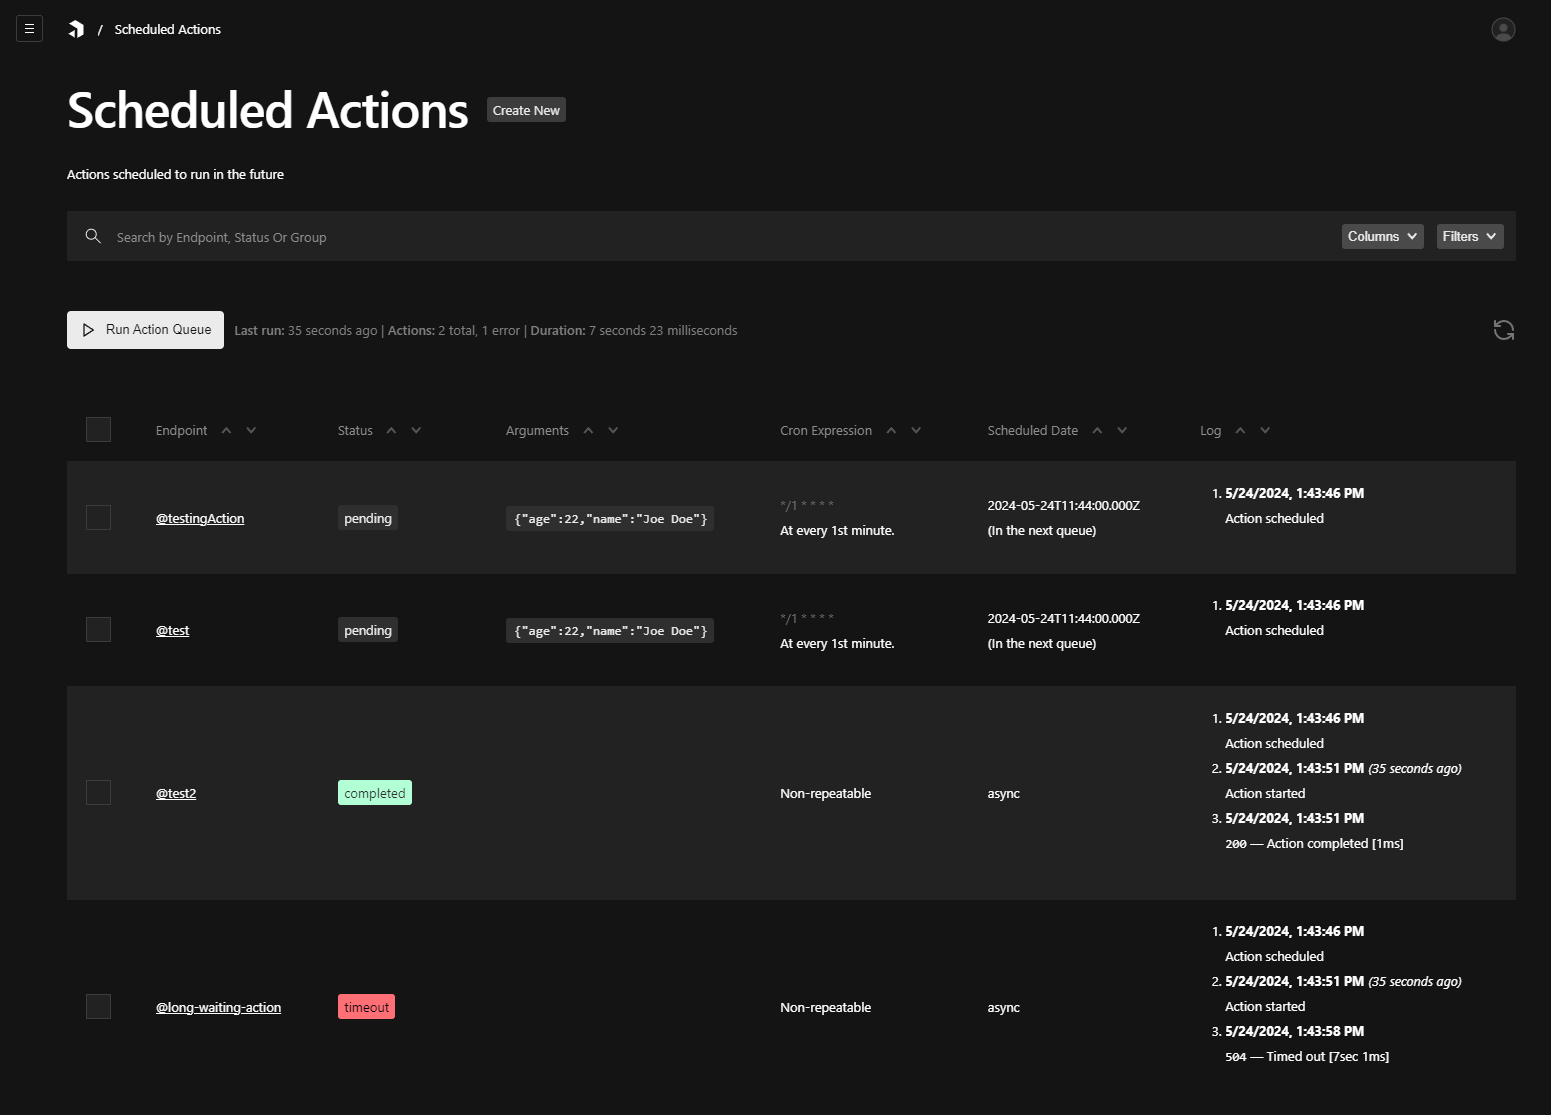 / Scheduled Actions
Scheduled Actions Create New
Actions scheduled to run in the future
Search by Endpoint, Status Or Group Columns Filters
Run Action Queue Last run: 35 seconds ago | Actions: 2 total, 1 error | Duration: 7 seconds 23 milliseconds
Endpoint Status Arguments Cron Expression Scheduled Date Log
@testingAction
pending
{"age":22,"name":"Joe Doe"}
*/1 * * * *
At every 1st minute.
2024-05-24T11:44:00.000Z
(In the next queue)
1. 5/24/2024, 1:43:46 PM
Action scheduled
@test
pending
{"age":22,"name":"Joe Doe"}
*/1 * * * *
At every 1st minute.
2024-05-24T11:44:00.000Z
(In the next queue)
1. 5/24/2024, 1:43:46 PM
Action scheduled
@test2
completed
Non-repeatable
async
1. 5/24/2024, 1:43:46 PM
Action scheduled
2. 5/24/2024, 1:43:51 PM (35 seconds ago)
Action started
3. 5/24/2024, 1:43:51 PM
200 — Action completed [1ms]
@long-waiting-action
timeout
Non-repeatable
async
1. 5/24/2024, 1:43:46 PM
Action scheduled
2. 5/24/2024, 1:43:51 PM (35 seconds ago)
Action started
3. 5/24/2024, 1:43:58 PM
504 — Timed out [7sec 1ms]